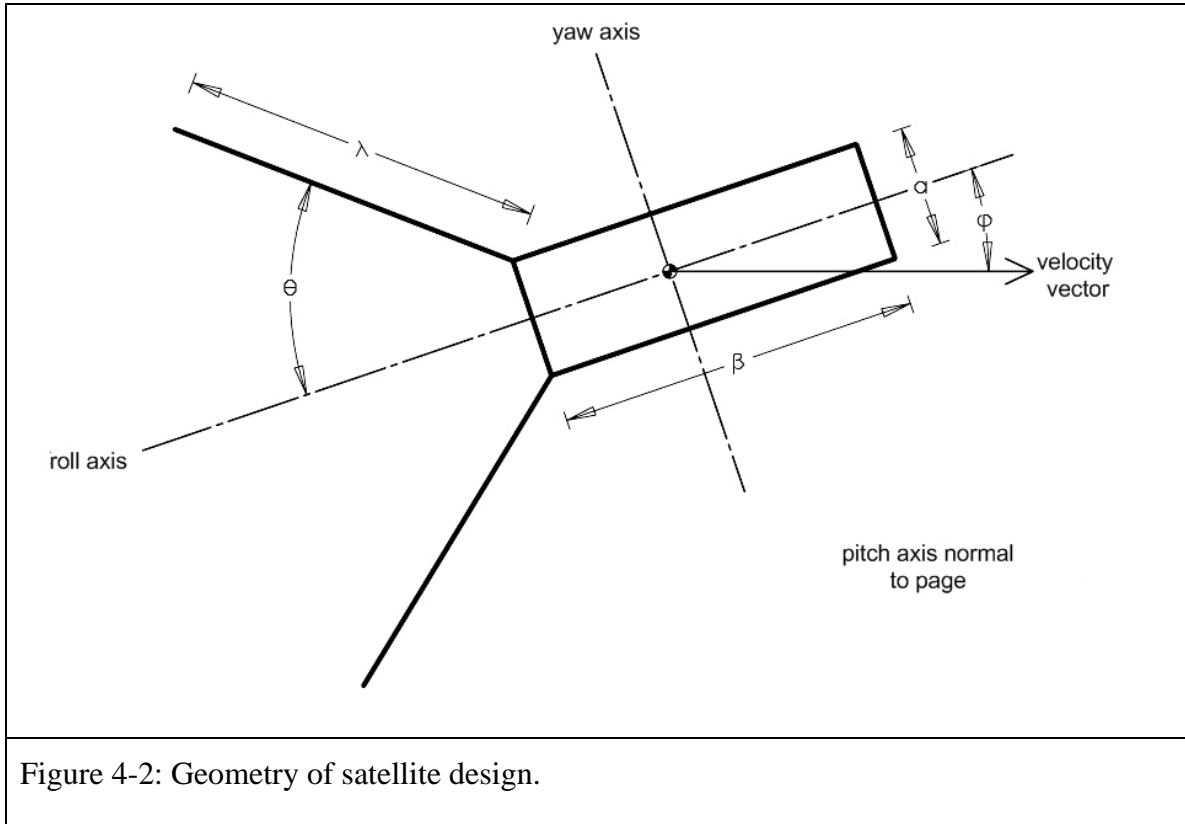 yaw axis
λ
α
φ
θ
velocity
vector
β
roll axis
pitch axis normal
to page
Figure 4-2: Geometry of satellite design.